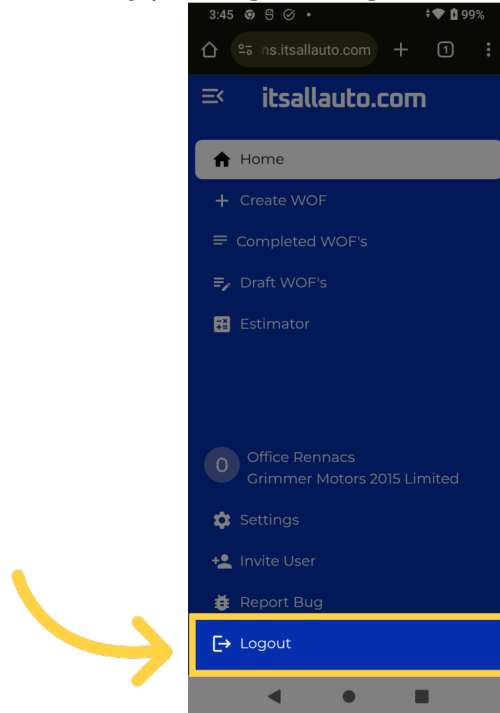 3:45
99%
ns.itsallauto.com
1
itsallauto.com
Home
Create WOF
Completed WOF's
Draft WOF's
Estimator
O
Office Rennacs
Grimmer Motors 2015 Limited
Settings
Invite User
Report Bug
Logout